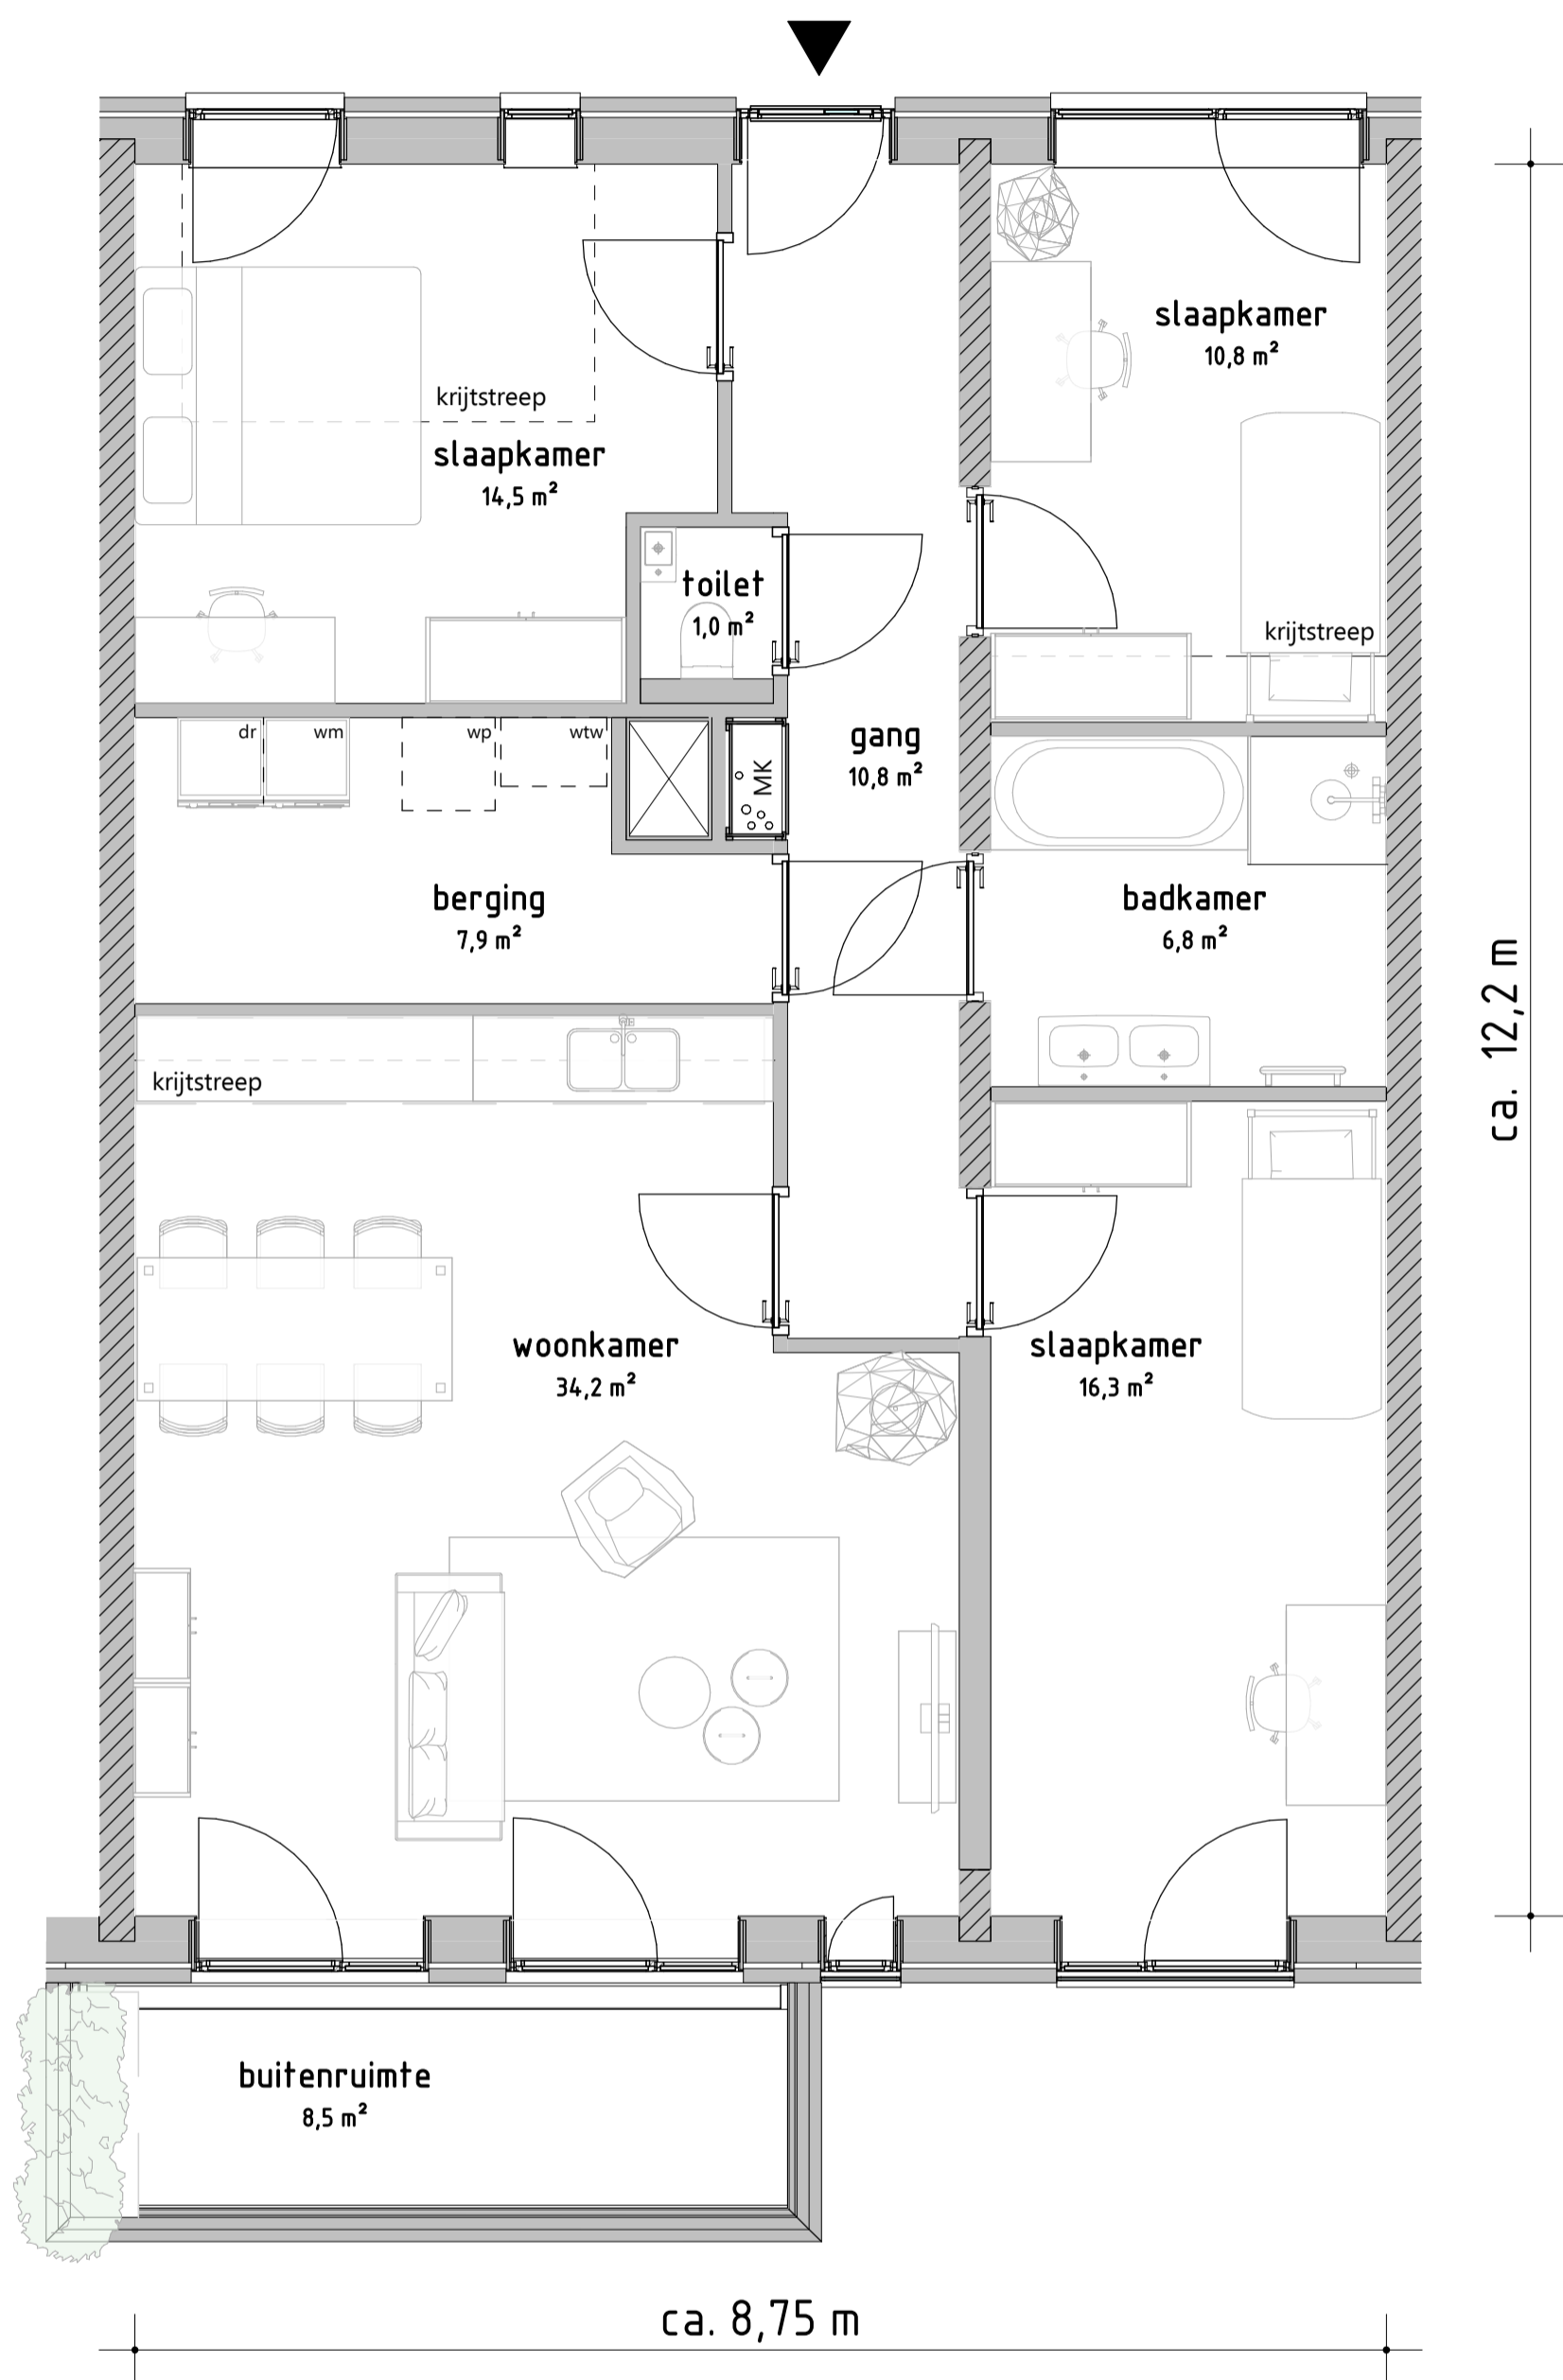 slaapkamer
10,8 m²
krijtstreep
slaapkamer
14,5 m²
toilet
1,0 m²
krijtstreep
dr
wm
wp
wtw
MK
gang
10,8 m²
berging
7,9 m²
badkamer
6,8 m²
ca. 12,2 m
krijtstreep
woonkamer
34,2 m²
slaapkamer
16,3 m²
buitenruimte
8,5 m²
ca. 8,75 m